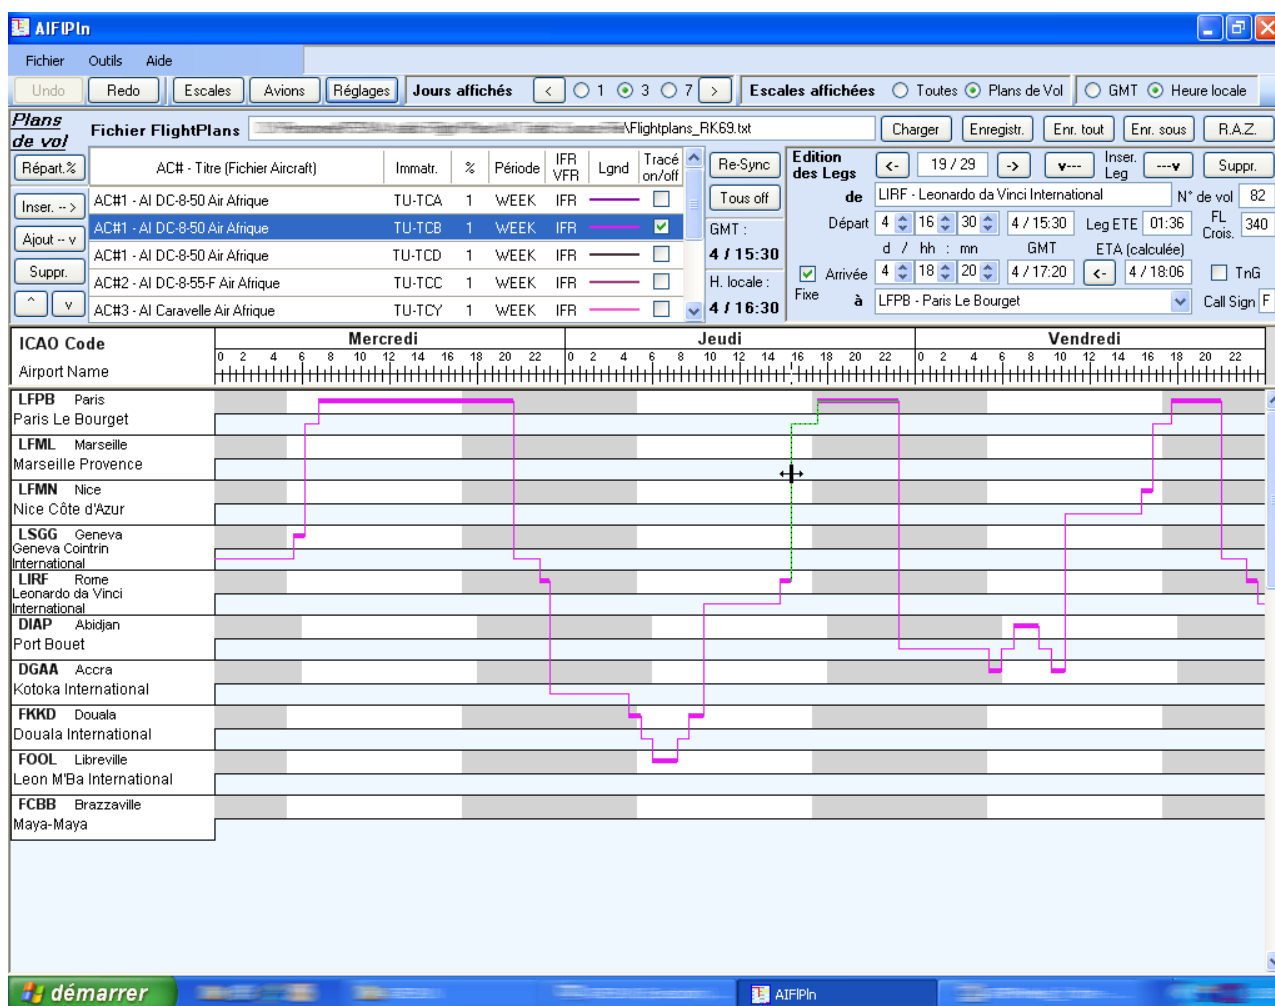 AIFlPln
Fichier Outils Aide
Undo Redo Escales Avions Réglages Jours affichés < 1 3 7 > Escales affichées Toutes Plans de Vol GMT Heure locale
Plans de vol
Fichier FlightPlans \Flightplans_RK69.txt Charger Enregistr. Enr. tout Enr. sous R.A.Z.
Répart.% AC# - Titre (Fichier Aircraft) Immatr. % Période IFR VFR Lgnd Tracé on/off
Inser. -- > AC#1 - AI DC-8-50 Air Afrique TU-TCA 1 WEEK IFR
Ajout -- v AC#1 - AI DC-8-50 Air Afrique TU-TCB 1 WEEK IFR
Suppr. AC#1 - AI DC-8-50 Air Afrique TU-TCD 1 WEEK IFR
AC#2 - AI DC-8-55-F Air Afrique TU-TCC 1 WEEK IFR
^ v AC#3 - AI Caravelle Air Afrique TU-TCY 1 WEEK IFR
Re-Sync
Tous off
GMT :
4 / 15:30
H. locale :
4 / 16:30
Edition des Legs <- 19 / 29 -> v--- Inser. Leg ---v Suppr.
de LIRF - Leonardo da Vinci International N° de vol 82
Départ 4 16 30 4 / 15:30 Leg ETE 01:36 FL Crois. 340
d / hh : mn GMT ETA (calculée)
Arrivée Fixe 4 18 20 4 / 17:20 <- 4 / 18:06 TnG
à LFPB - Paris Le Bourget Call Sign F
ICAO Code Mercredi Jeudi Vendredi
Airport Name 0 2 4 6 8 10 12 14 16 18 20 22 0 2 4 6 8 10 12 14 16 18 20 22 0 2 4 6 8 10 12 14 16 18 20 22
LFPB Paris
Paris Le Bourget
LFML Marseille
Marseille Provence
LFMN Nice
Nice Côte d'Azur
LSGG Geneva
Geneva Cointrin
International
LIRF Rome
Leonardo da Vinci
International
DIAP Abidjan
Port Bouet
DGAA Accra
Kotoka International
FKKD Douala
Douala International
FOOL Libreville
Leon M'Ba International
FCBB Brazzaville
Maya-Maya
démarrer AIFlPln